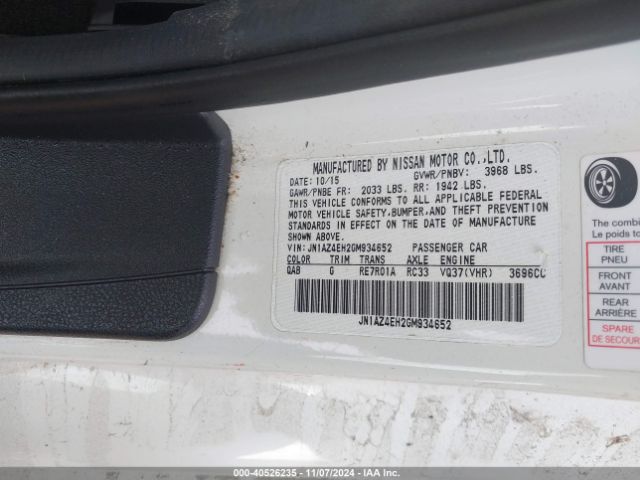 MANUFACTURED BY NISSAN MOTOR CO.,LTD.
DATE: 10/15 GVWR/PNBV: 3968 LBS.
GAWR/PNBE FR: 2033 LBS. RR: 1942 LBS.
THIS VEHICLE CONFORMS TO ALL APPLICABLE FEDERAL
MOTOR VEHICLE SAFETY,BUMPER,AND THEFT PREVENTION
STANDARDS IN EFFECT ON THE DATE OF MANUFACTURE
SHOWN ABOVE.
VIN:JN1AZ4EH2GM934652 PASSENGER CAR
COLOR TRIM TRANS AXLE ENGINE
QAB G RE7R01A RC33 VQ37(VHR) 3696CC
JN1AZ4EH2GM934652
The combi
Le poids to
TIRE
PNEU
FRONT
AVANT
REAR
ARRIÈRE
SPARE
DE SECOUR
000-40526235 - 11/07/2024 - IAAI.COM